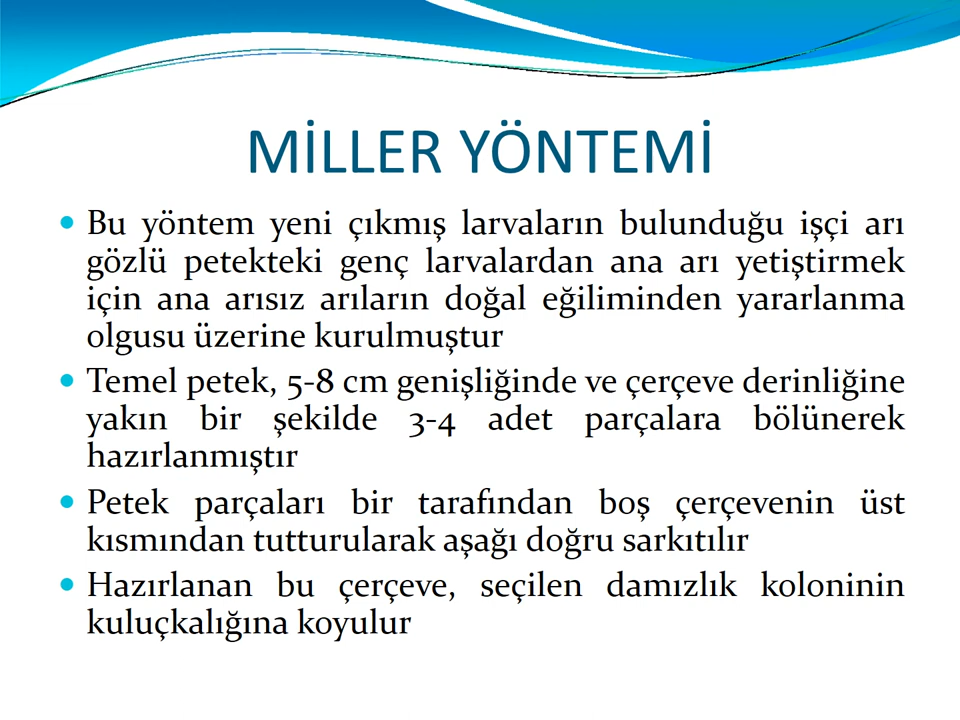 MİLLER YÖNTEMİ
• Bu yöntem yeni çıkmış larvaların bulunduğu işçi arı
gözlü petekteki genç larvalardan ana arı yetiştirmek
için ana arısız arıların doğal eğiliminden yararlanma
olgusu üzerine kurulmuştur
• Temel petek, 5-8 cm genişliğinde ve çerçeve derinliğine
yakın bir şekilde 3-4 adet parçalara bölünerek
hazırlanmıştır
• Petek parçaları bir tarafından boş çerçevenin üst
kısmından tutturularak aşağı doğru sarkıtılır
• Hazırlanan bu çerçeve, seçilen damızlık koloninin
kuluçkalığına koyulur